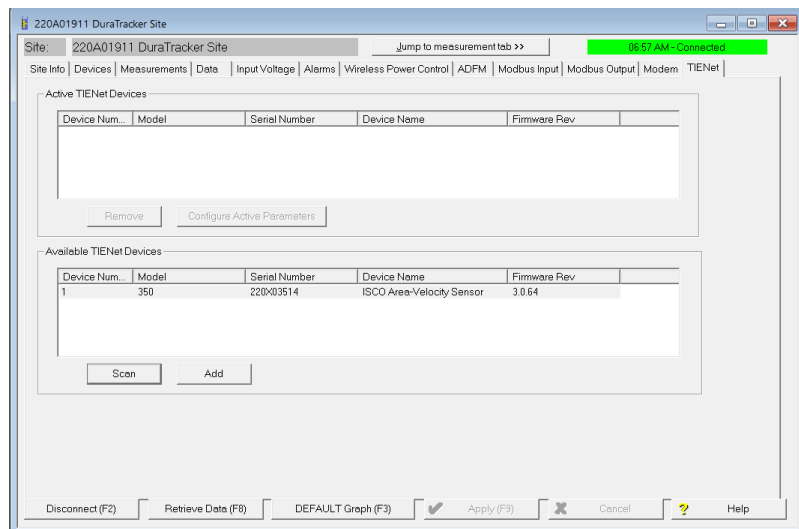 220A01911 DuraTracker Site
Site: 220A01911 DuraTracker Site Jump to measurement tab >> 06:57 AM - Connected
Site Info Devices Measurements Data Input Voltage Alarms Wireless Power Control ADFM Modbus Input Modbus Output Modem TIENet
Active TIENet Devices
Device Num... Model Serial Number Device Name Firmware Rev
Remove Configure Active Parameters
Available TIENet Devices
Device Num... Model Serial Number Device Name Firmware Rev
1 350 220X03514 ISCO Area-Velocity Sensor 3.0.64
Scan Add
Disconnect (F2) Retrieve Data (F8) DEFAULT Graph (F3) Apply (F9) Cancel ? Help